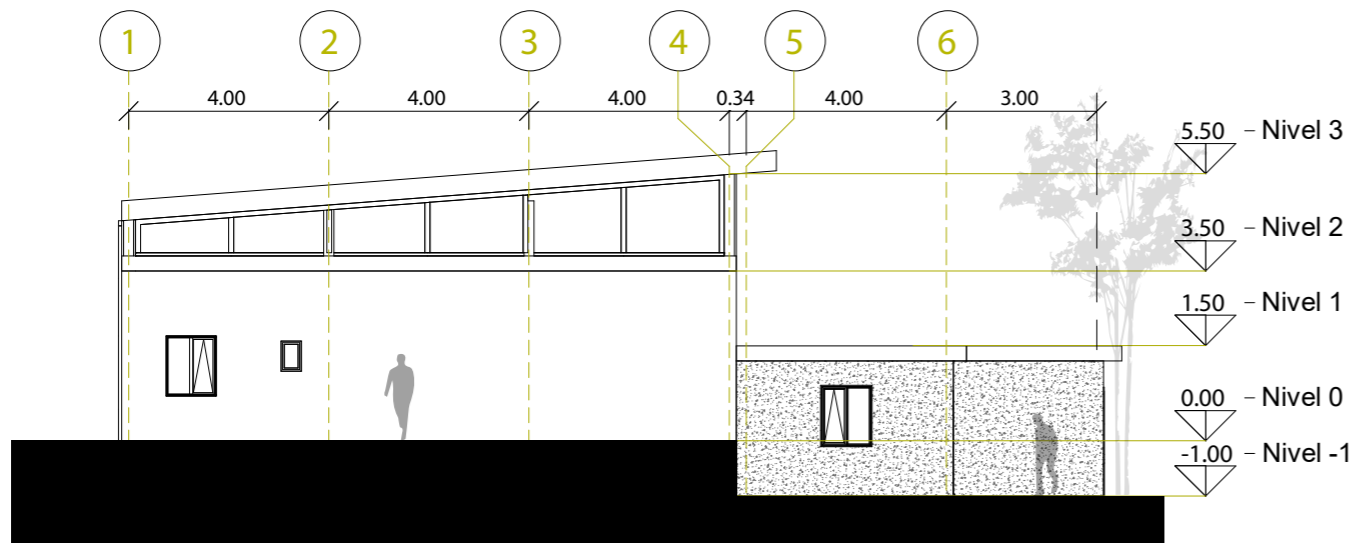 1 2 3 4 5 6
4.00 4.00 4.00 0.34 4.00 3.00
5.50 – Nivel 3
3.50 – Nivel 2
1.50 – Nivel 1
0.00 – Nivel 0
-1.00 – Nivel -1